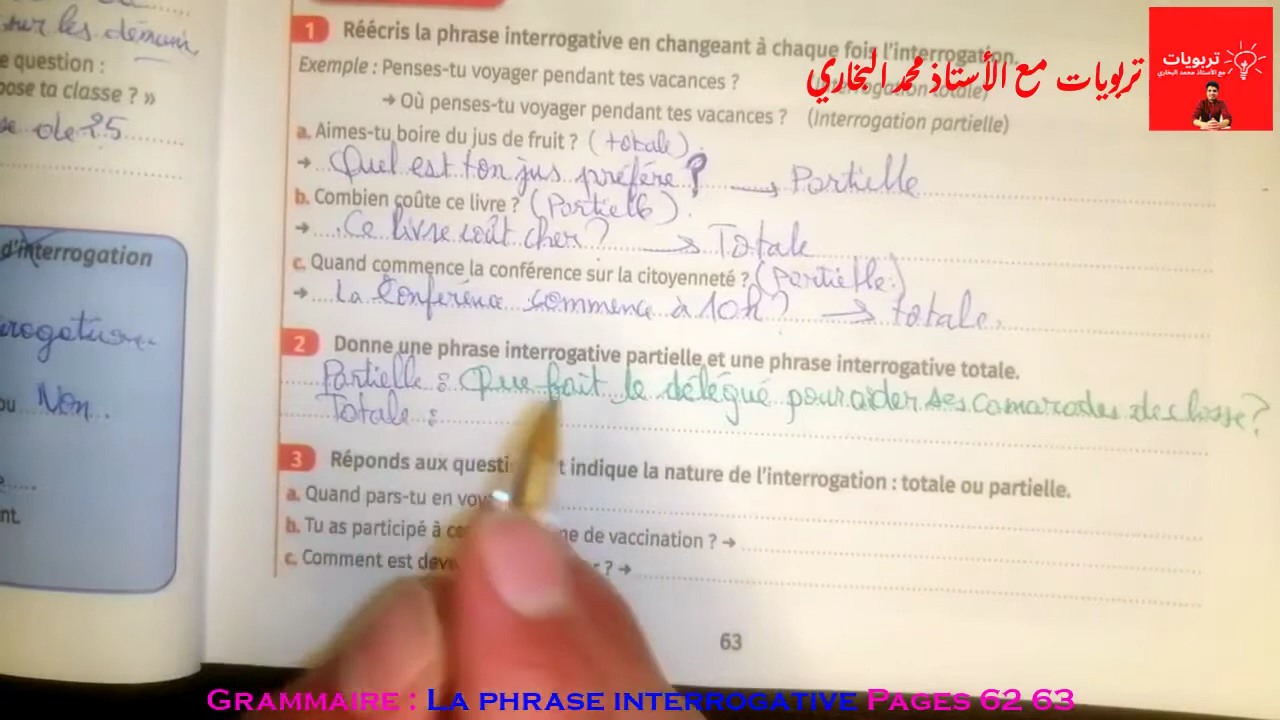 sur les demain
e question :
pose ta classe ? »
de 25
d'interrogation
rogature
ou Non
nt.
1 Réécris la phrase interrogative en changeant à chaque fois l'interrogation.
Exemple : Penses-tu voyager pendant tes vacances ? (Interrogation totale)
➔ Où penses-tu voyager pendant tes vacances ? (Interrogation partielle)
a. Aimes-tu boire du jus de fruit ? (totale).
➔ Quel est ton jus préféré ? → Partielle
b. Combien coûte ce livre ? (Partielle).
➔ Ce livre coût cher ? → Totale
c. Quand commence la conférence sur la citoyenneté ? (Partielle.)
➔ La Conférence commence à 10h ? → totale.
2 Donne une phrase interrogative partielle et une phrase interrogative totale.
Partielle : Que fait le délégué pour aider ses camarades de classe ?
Totale :
3 Réponds aux questi t indique la nature de l'interrogation : totale ou partielle.
a. Quand pars-tu en voy
b. Tu as participé à ne de vaccination ? ➔
c. Comment est dev ? ➔
63
تربويات مع الأستاذ محمد البخاري
تربويات
مع الأستاذ محمد البخاري
Grammaire : La phrase interrogative Pages 62 63